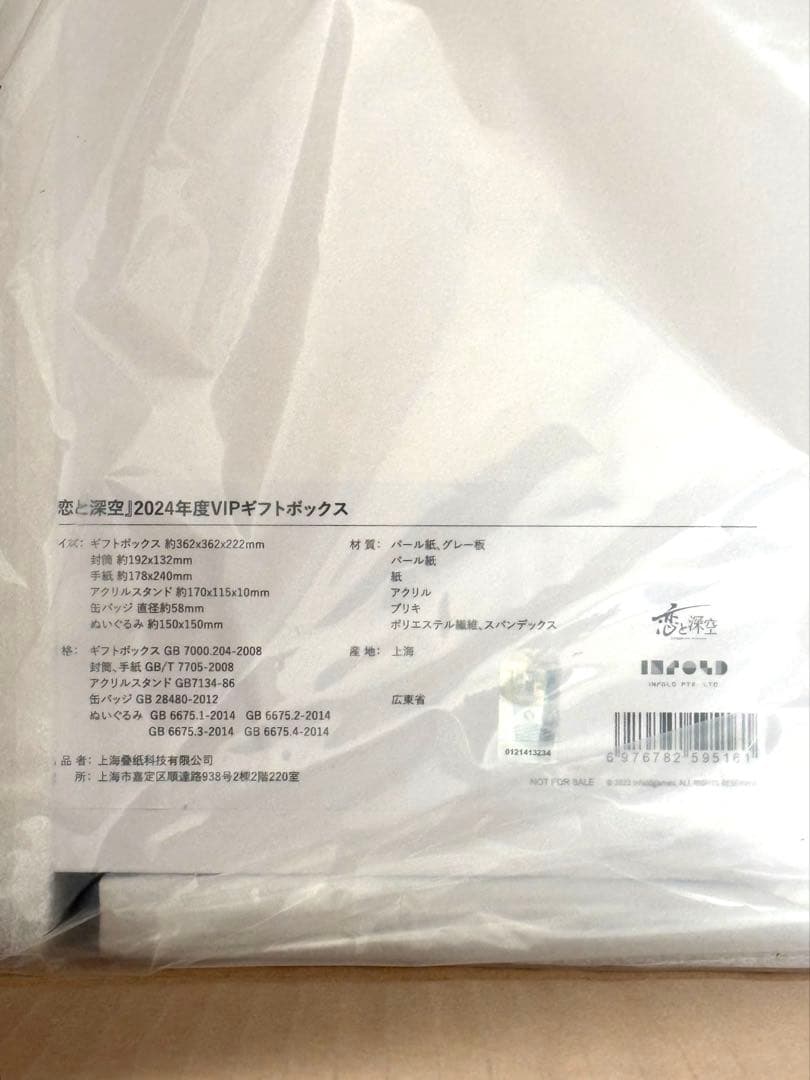 恋と深空』2024年度VIPギフトボックス
イズ： ギフトボックス 約362x362x222mm
封筒 約192x132mm
手紙 約178x240mm
アクリルスタンド 約170x115x10mm
缶バッジ 直径約58mm
ぬいぐるみ 約150x150mm
材 質： パール紙、グレー板
パール紙
紙
アクリル
ブリキ
ポリエステル繊維、スパンデックス
格： ギフトボックス GB 7000.204-2008
封筒、手紙 GB/T 7705-2008
アクリルスタンド GB7134-86
缶バッジ GB 28480-2012
ぬいぐるみ GB 6675.1-2014 GB 6675.2-2014
GB 6675.3-2014 GB 6675.4-2014
産 地： 上海
広東省
品 者： 上海疊紙科技有限公司
所： 上海市嘉定区順達路938号2棟2階220室
恋と深空
INFOLD
INFOLD PTE. LTD.
0121413234
6 976782 595161
NOT FOR SALE
© 2022 Infoldgames. ALL RIGHTS RESERVED